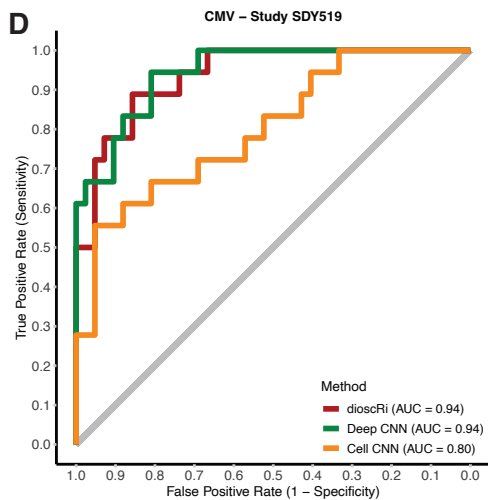 D
CMV – Study SDY519
True Positive Rate (Sensitivity)
1.0
0.9
0.8
0.7
0.6
0.5
0.4
0.3
0.2
0.1
0.0
Method
dioscRi (AUC = 0.94)
Deep CNN (AUC = 0.94)
Cell CNN (AUC = 0.80)
1.0 0.9 0.8 0.7 0.6 0.5 0.4 0.3 0.2 0.1 0.0
False Positive Rate (1 – Specificity)